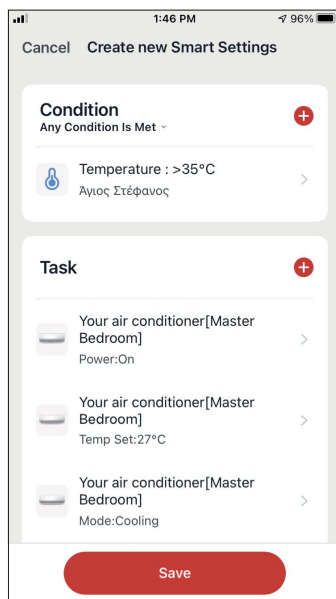 1:46 PM
96%
Cancel Create new Smart Settings
Condition
Any Condition Is Met
Temperature : >35°C
Άγιος Στέφανος
Task
Your air conditioner[Master
Bedroom]
Power:On
Your air conditioner[Master
Bedroom]
Temp Set:27°C
Your air conditioner[Master
Bedroom]
Mode:Cooling
Save